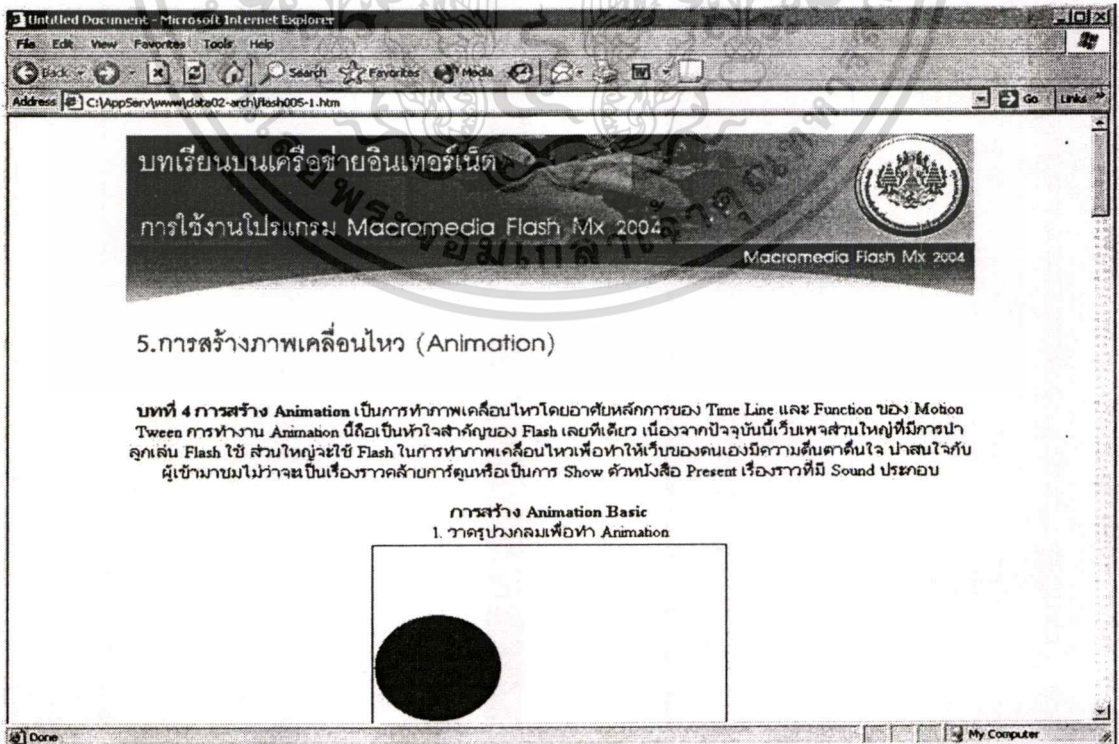 Untitled Document - Microsoft Internet Explorer
File Edit View Favorites Tools Help
Back Search Favorites Media
Address C:\AppServ\www\data02-arch\flash005-1.htm Go Links
บทเรียนบนเครือข่ายอินเทอร์เน็ต
การใช้งานโปรแกรม Macromedia Flash Mx 2004
Macromedia Flash Mx 2004
5.การสร้างภาพเคลื่อนไหว (Animation)
บทที่ 4 การสร้าง Animation เป็นการทำภาพเคลื่อนไหวโดยอาศัยหลักการของ Time Line และ Function ของ Motion
Tween การทำงาน Animation นี้ถือเป็นหัวใจสำคัญของ Flash เลยทีเดียว เนื่องจากปัจจุบันนี้เว็บเพจส่วนใหญ่ที่มีการนำ
ลูกเล่น Flash ใช้ ส่วนใหญ่จะใช้ Flash ในการทำภาพเคลื่อนไหวเพื่อทำให้เว็บของตนเองมีความตื่นตาตื่นใจ น่าสนใจกับ
ผู้เข้ามาชมไม่ว่าจะเป็นเรื่องราวคล้ายการ์ตูนหรือเป็นการ Show ตัวหนังสือ Present เรื่องราวที่มี Sound ประกอบ
การสร้าง Animation Basic
1. วาดรูปวงกลมเพื่อทำ Animation
Done My Computer